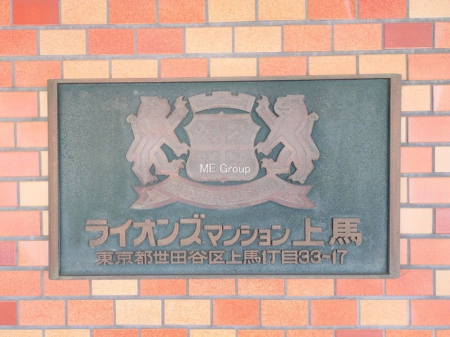 ME Group
ライオンズマンション上馬
東京都世田谷区上馬1丁目33-17